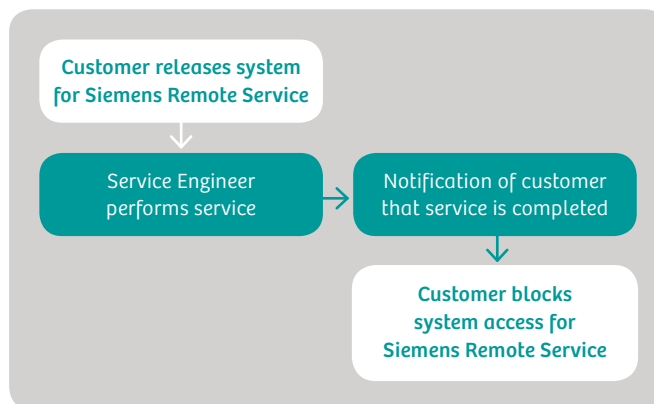 Customer releases system
for Siemens Remote Service
Service Engineer
performs service
Notification of customer
that service is completed
Customer blocks
system access for
Siemens Remote Service